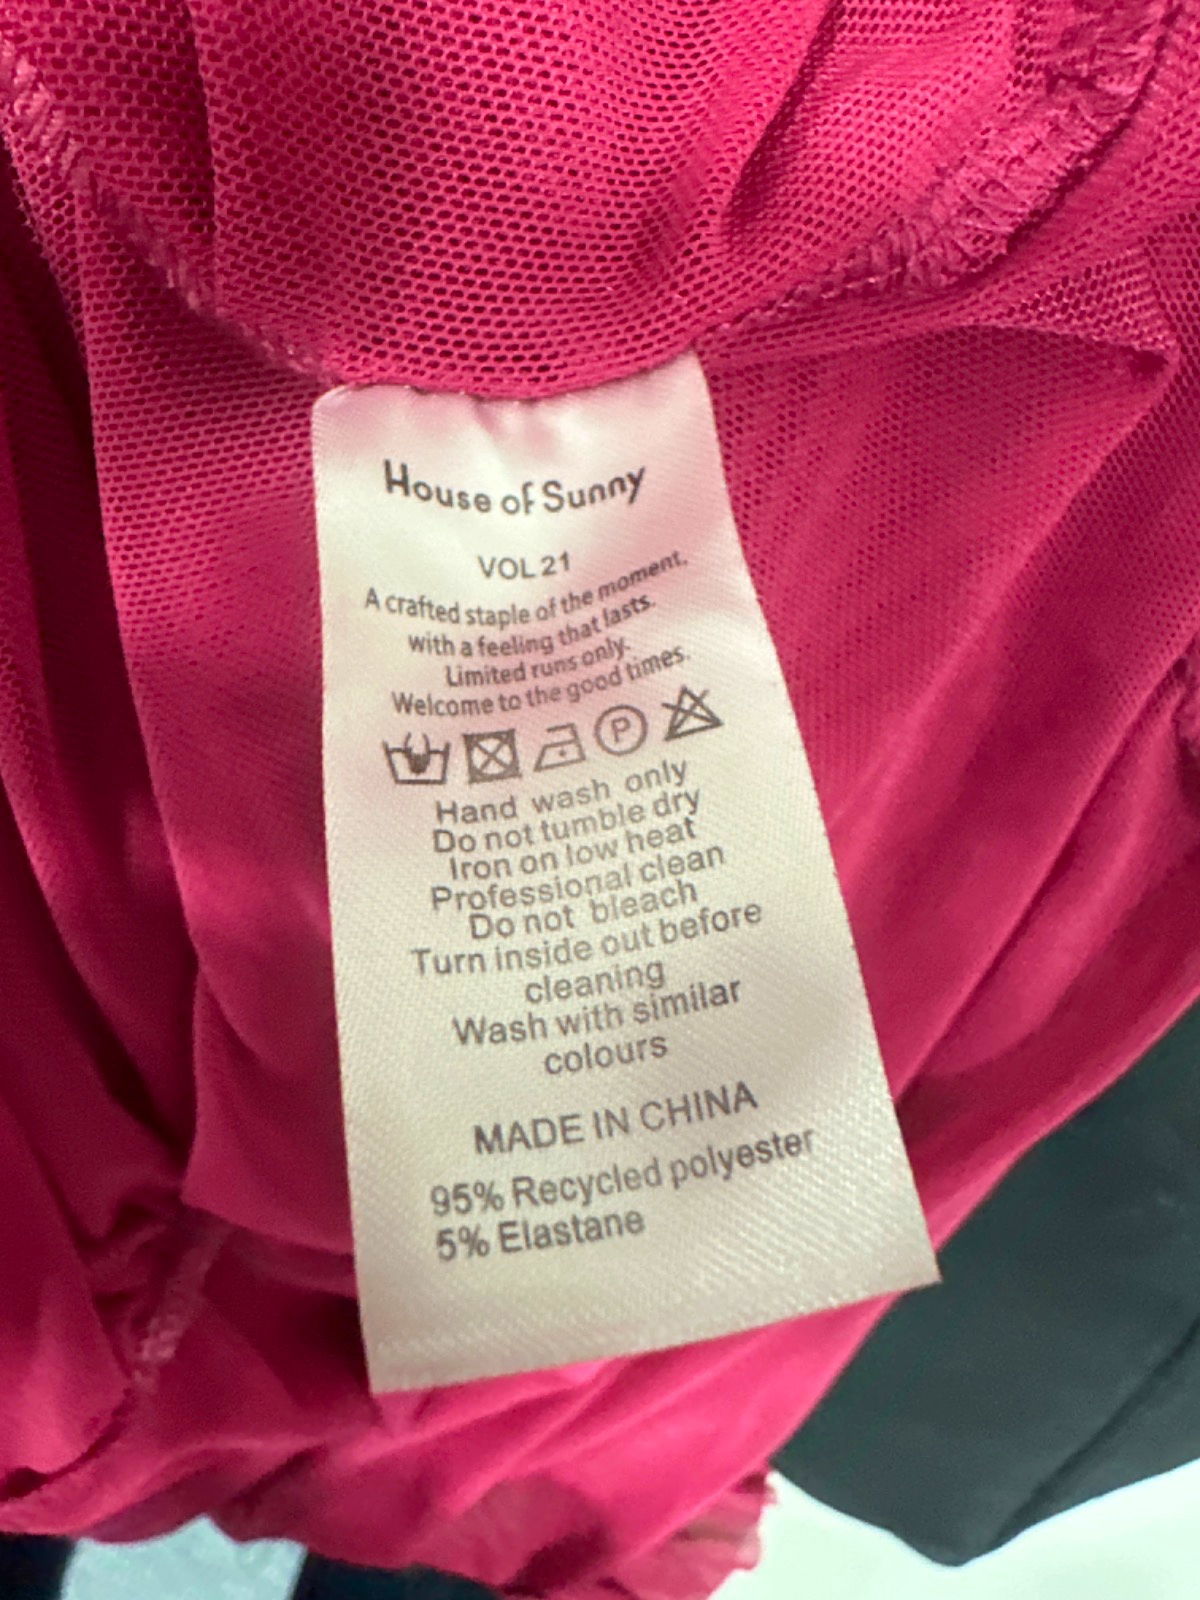 House of Sunny
VOL 21
A crafted staple of the moment.
with a feeling that lasts.
Limited runs only.
Welcome to the good times.
P
Hand wash only
Do not tumble dry
Iron on low heat
Professional clean
Do not bleach
Turn inside out before
cleaning
Wash with similar
colours
MADE IN CHINA
95% Recycled polyester
5% Elastane